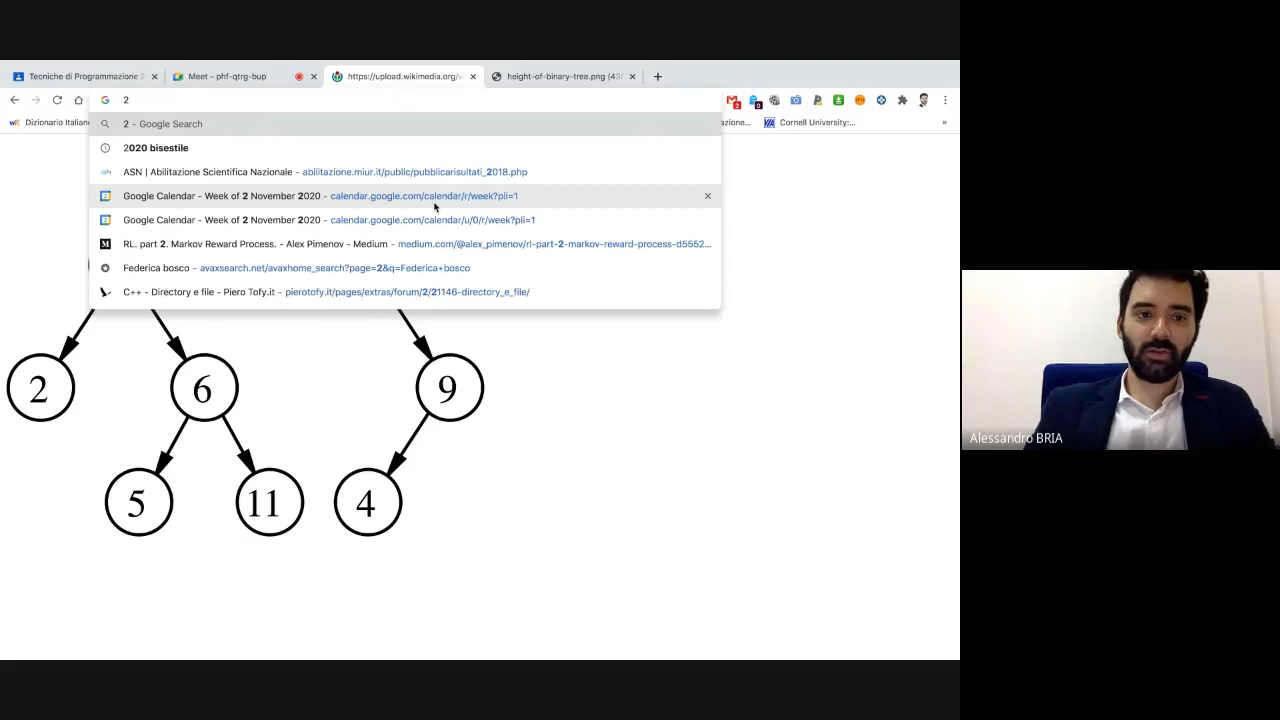 Tecniche di Programmazione 2
Meet – phf-qtrg-bup
https://upload.wikimedia.org/w
height-of-binary-tree.png (43
2
Dizionario Italian
azione...
Cornell University:...
»
2 - Google Search
2020 bisestile
ASN | Abilitazione Scientifica Nazionale - abilitazione.miur.it/public/pubblicarisultati_2018.php
Google Calendar - Week of 2 November 2020 - calendar.google.com/calendar/r/week?pli=1
Google Calendar - Week of 2 November 2020 - calendar.google.com/calendar/u/0/r/week?pli=1
RL. part 2. Markov Reward Process. - Alex Pimenov - Medium - medium.com/@alex_pimenov/rl-part-2-markov-reward-process-d5552...
Federica bosco - avaxsearch.net/avaxhome_search?page=2&q=Federica+bosco
C++ - Directory e file - Piero Tofy.it - pierotofy.it/pages/extras/forum/2/21146-directory_e_file/
2 6 9
5 11 4
Alessandro BRIA